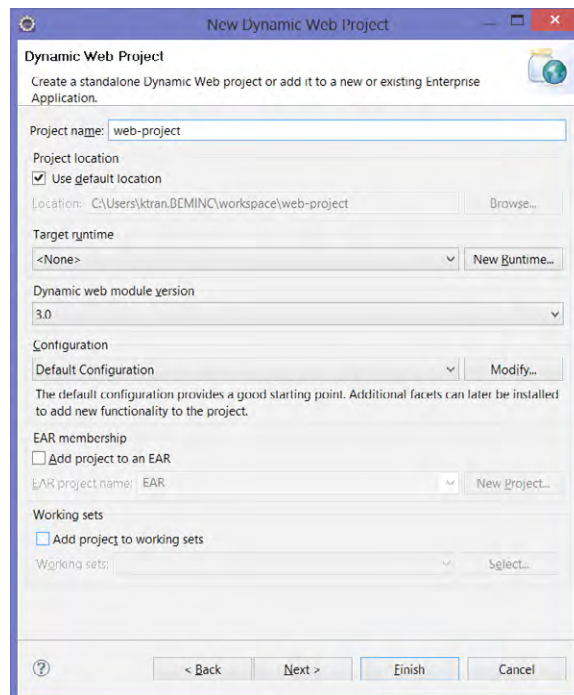 New Dynamic Web Project
Dynamic Web Project
Create a standalone Dynamic Web project or add it to a new or existing Enterprise
Application.
Project name: web-project
Project location
Use default location
Location: C:\Users\ktran.BEMINC\workspace\web-project Browse...
Target runtime
<None> New Runtime...
Dynamic web module version
3.0
Configuration
Default Configuration Modify...
The default configuration provides a good starting point. Additional facets can later be installed
to add new functionality to the project.
EAR membership
Add project to an EAR
EAR project name: EAR New Project...
Working sets
Add project to working sets
Working sets: Select...
? < Back Next > Finish Cancel